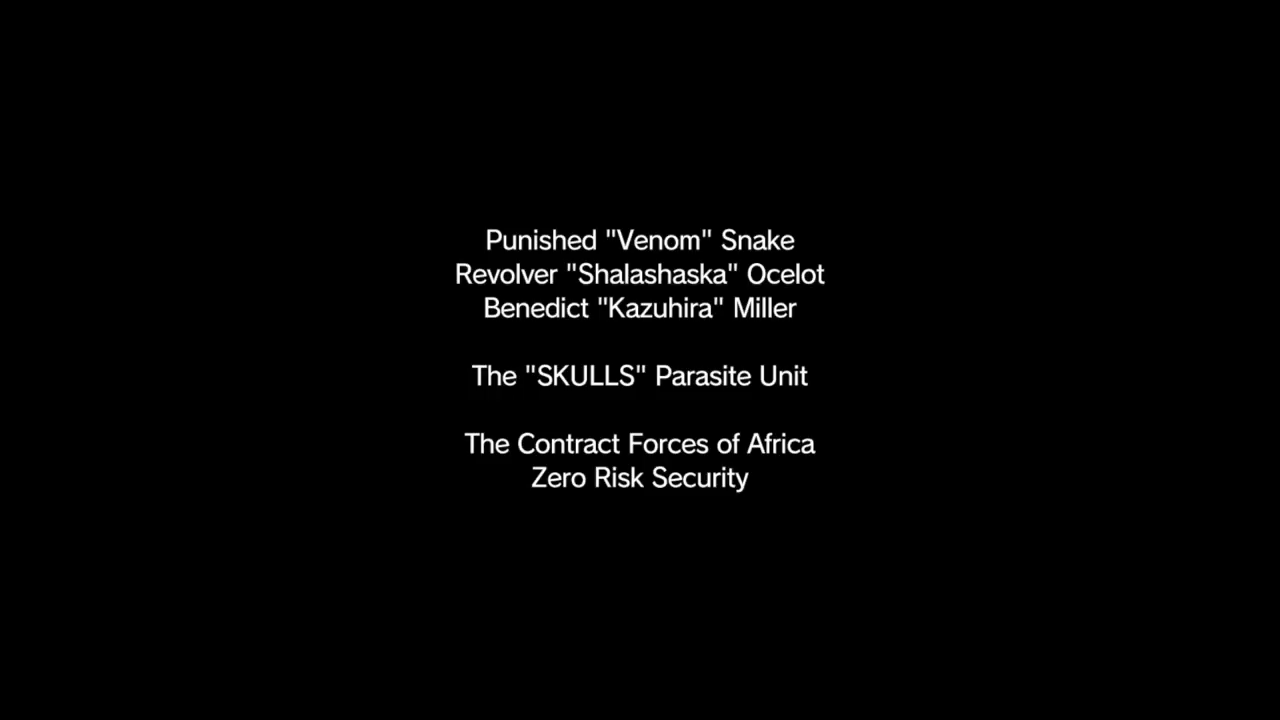 Punished "Venom" Snake
Revolver "Shalashaska" Ocelot
Benedict "Kazuhira" Miller
The "SKULLS" Parasite Unit
The Contract Forces of Africa
Zero Risk Security